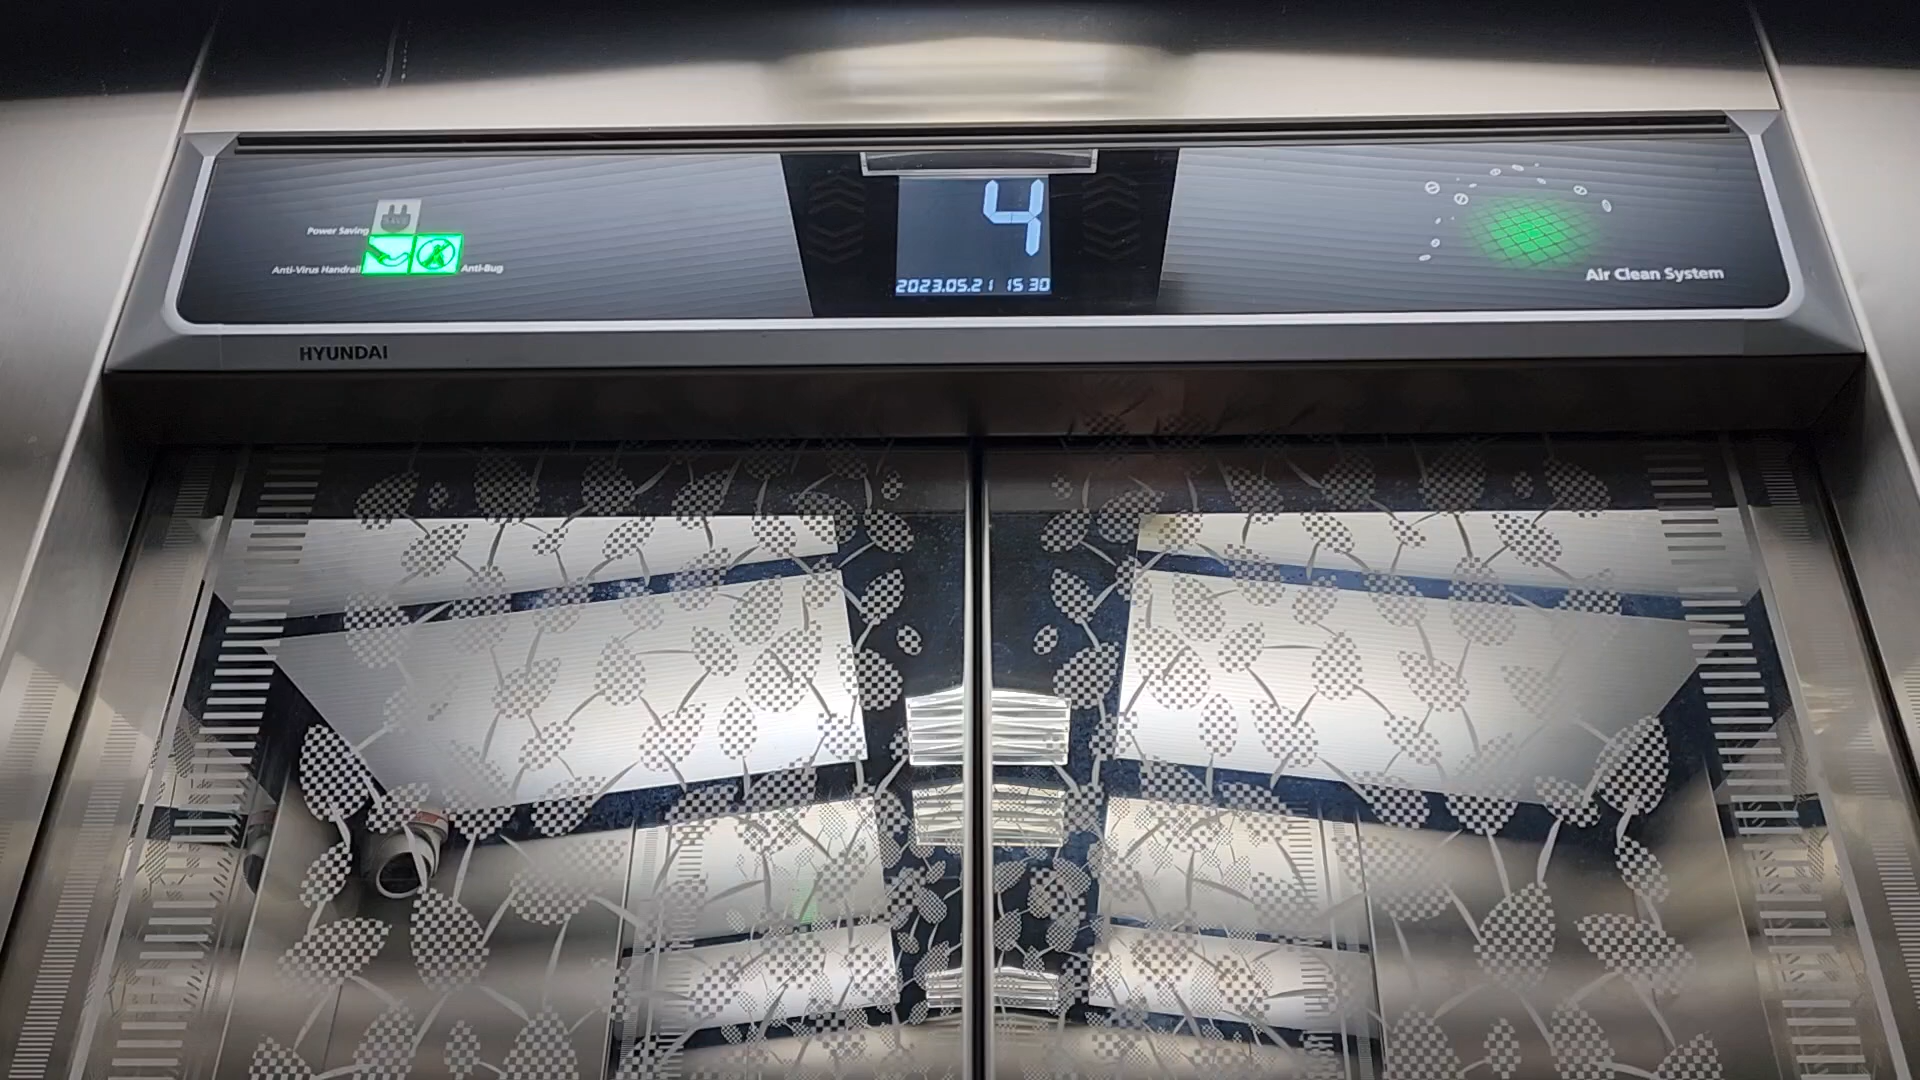 Power Saving
Anti-Virus Handrail
Anti-Bug
4
2023.05.21 15 30
Air Clean System
HYUNDAI